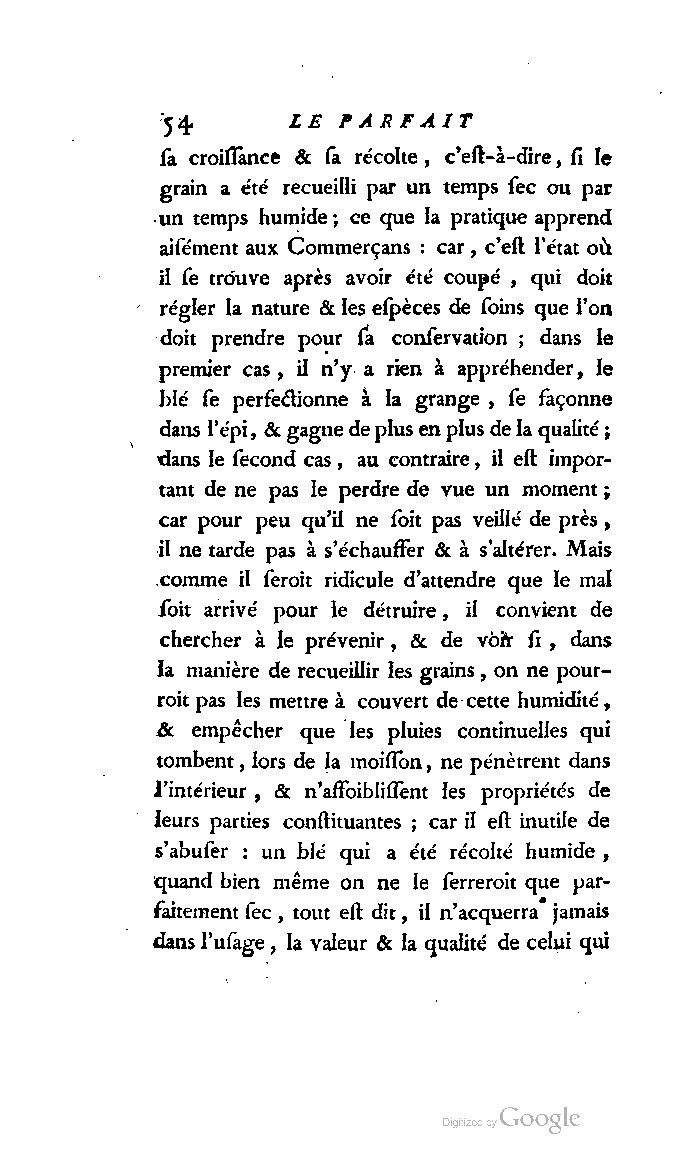 54 LE PARFAIT
ſa croiſſance & ſa récolte, c'eſt-à-dire, ſi le
grain a été recueilli par un temps ſec ou par
un temps humide; ce que la pratique apprend
aiſément aux Commerçans : car, c'eſt l'état où
il ſe trouve après avoir été coupé, qui doit
régler la nature & les eſpèces de ſoins que l'on
doit prendre pour ſa conſervation ; dans le
premier cas, il n'y a rien à appréhender, le
blé ſe perfectionne à la grange, ſe façonne
dans l'épi, & gagne de plus en plus de la qualité;
dans le ſecond cas, au contraire, il eſt impor-
tant de ne pas le perdre de vue un moment;
car pour peu qu'il ne ſoit pas veillé de près,
il ne tarde pas à s'échauffer & à s'altérer. Mais
comme il ſeroit ridicule d'attendre que le mal
ſoit arrivé pour le détruire, il convient de
chercher à le prévenir, & de voir ſi, dans
la manière de recueillir les grains, on ne pour-
roit pas les mettre à couvert de cette humidité,
& empêcher que les pluies continuelles qui
tombent, lors de la moiſſon, ne pénètrent dans
l'intérieur, & n'affoibliſſent les propriétés de
leurs parties conſtituantes ; car il eſt inutile de
s'abuſer : un blé qui a été récolté humide,
quand bien même on ne le ſerreroit que par-
faitement ſec, tout eſt dit, il n'acquerra jamais
dans l'uſage, la valeur & la qualité de celui qui
Digitized by Google